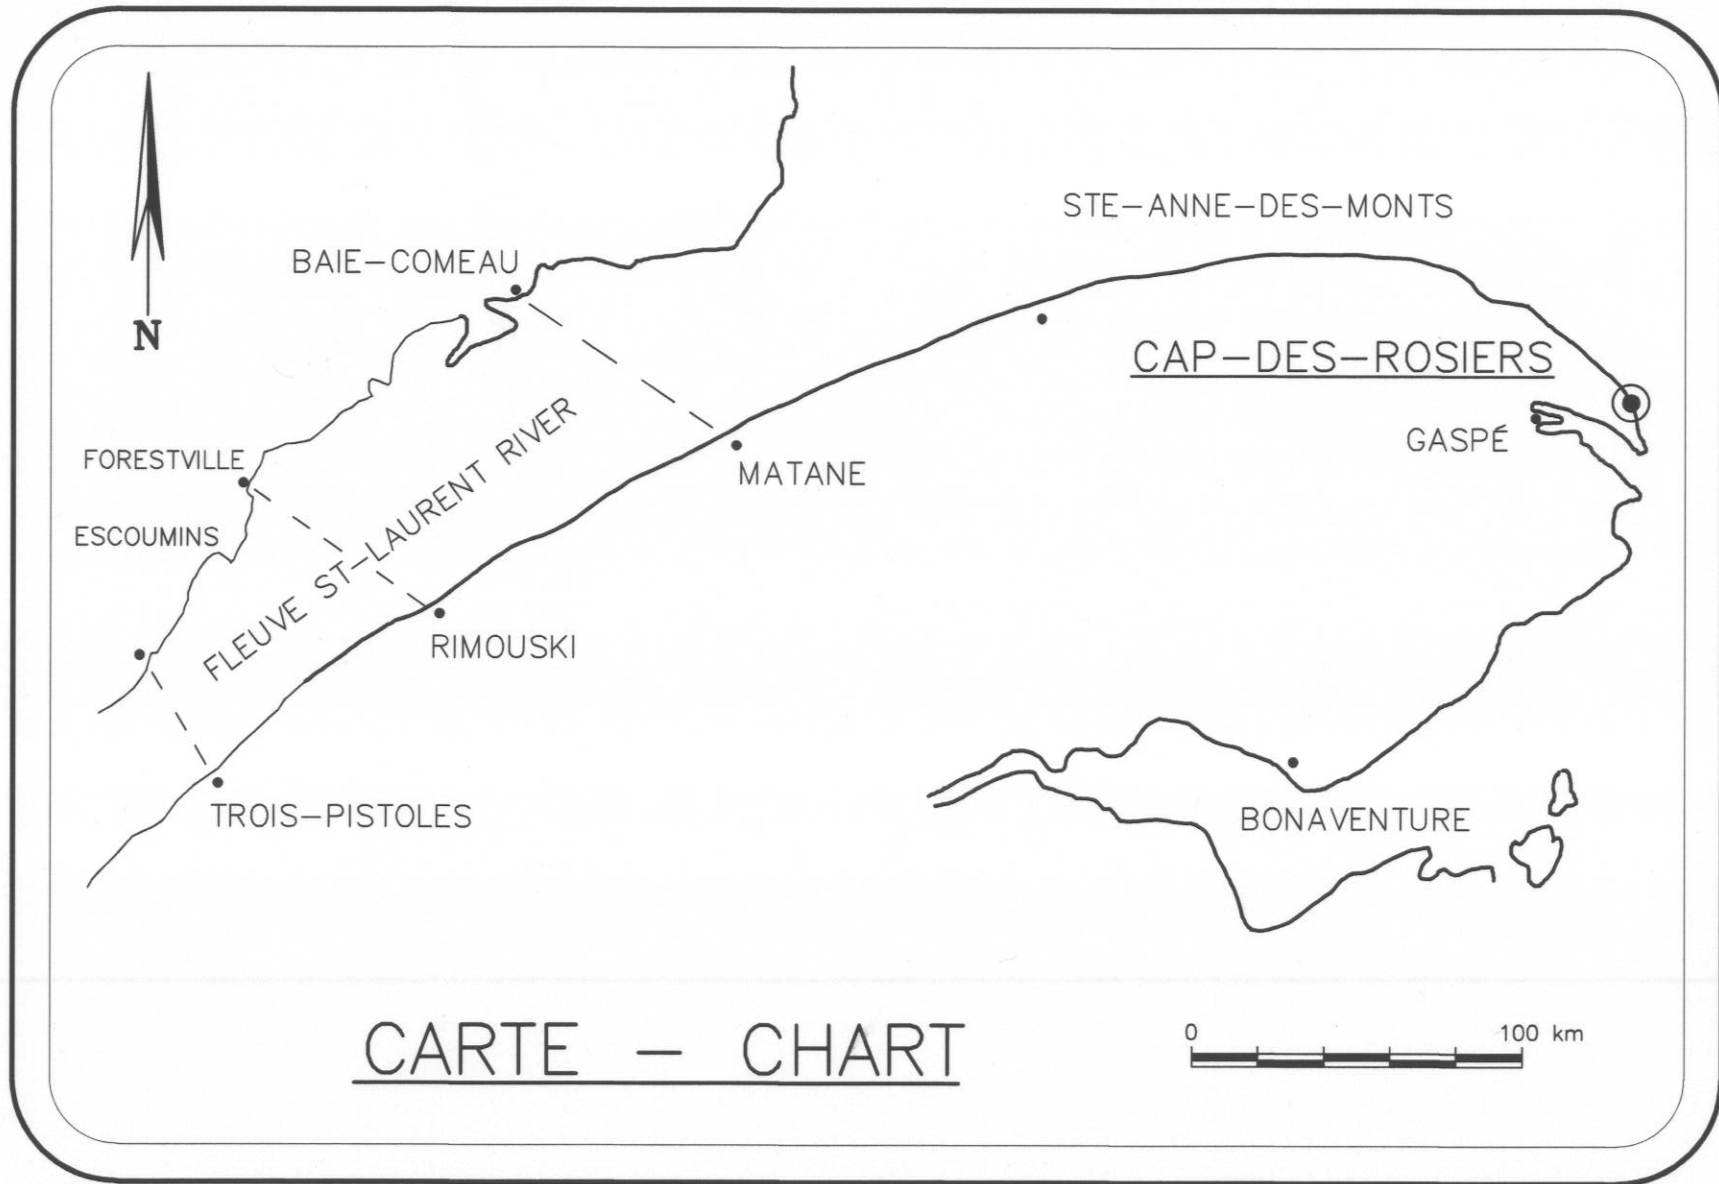 STE-ANNE-DES-MONTS
BAIE-COMEAU
N
CAP-DES-ROSIERS
GASPÉ
MATANE
FORESTVILLE
ESCOUMINS
FLEUVE ST-LAURENT RIVER
RIMOUSKI
TROIS-PISTOLES
BONAVENTURE
CARTE - CHART
0 100 km